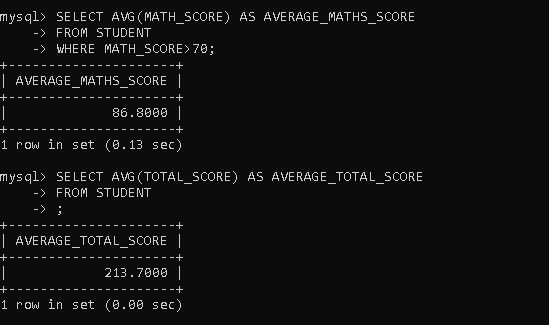 mysql> SELECT AVG(MATH_SCORE) AS AVERAGE_MATHS_SCORE
    -> FROM STUDENT
    -> WHERE MATH_SCORE>70;
+---------------------+
| AVERAGE_MATHS_SCORE |
+---------------------+
|             86.8000 |
+---------------------+
1 row in set (0.13 sec)

mysql> SELECT AVG(TOTAL_SCORE) AS AVERAGE_TOTAL_SCORE
    -> FROM STUDENT
    -> ;
+---------------------+
| AVERAGE_TOTAL_SCORE |
+---------------------+
|            213.7000 |
+---------------------+
1 row in set (0.00 sec)